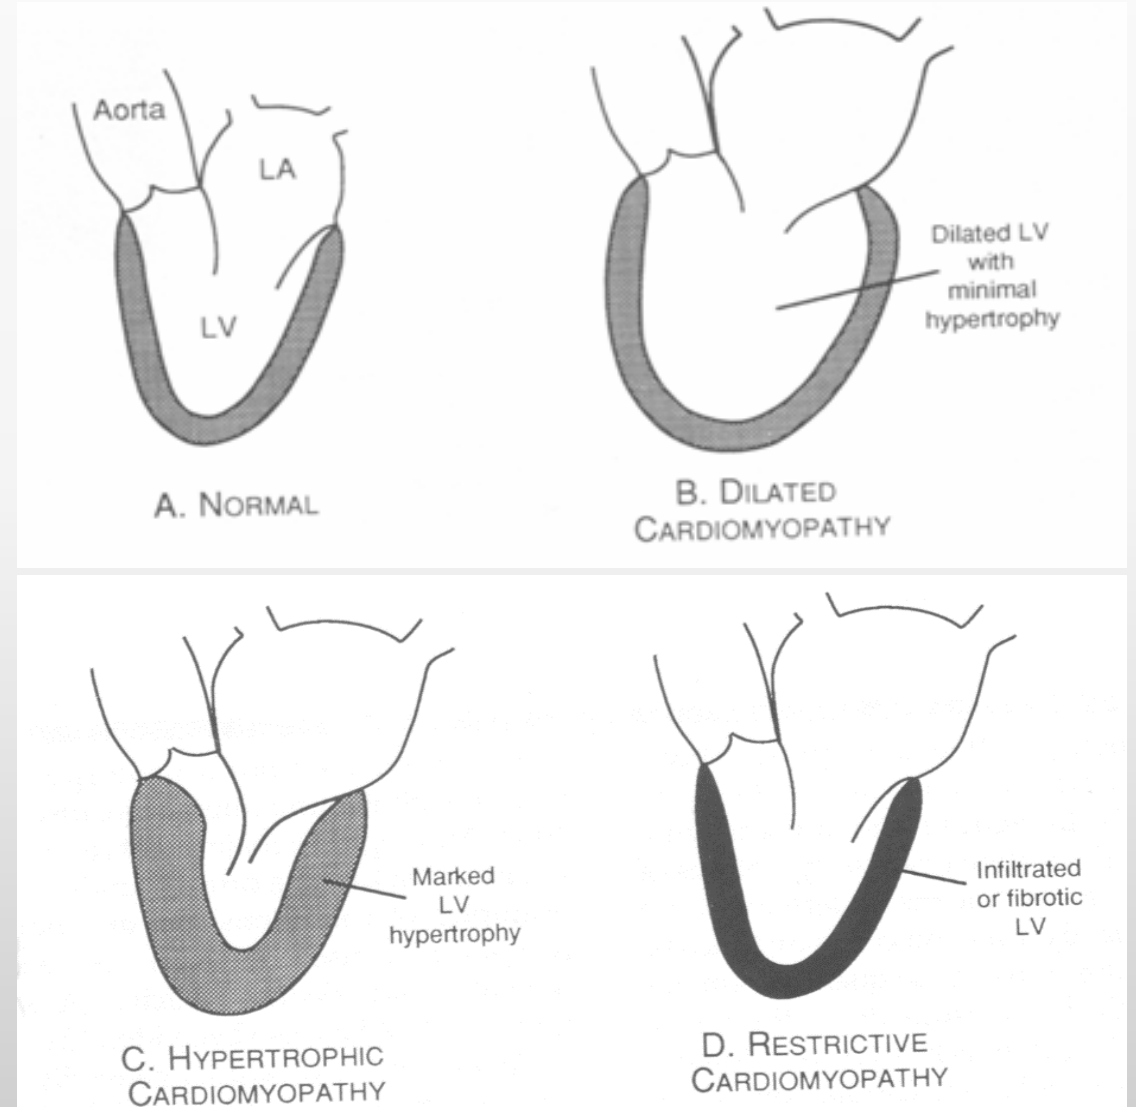 Aorta
LA
LV
A. NORMAL
Dilated LV
with
minimal
hypertrophy
B. DILATED
CARDIOMYOPATHY
Marked
LV
hypertrophy
C. HYPERTROPHIC
CARDIOMYOPATHY
Infiltrated
or fibrotic
LV
D. RESTRICTIVE
CARDIOMYOPATHY